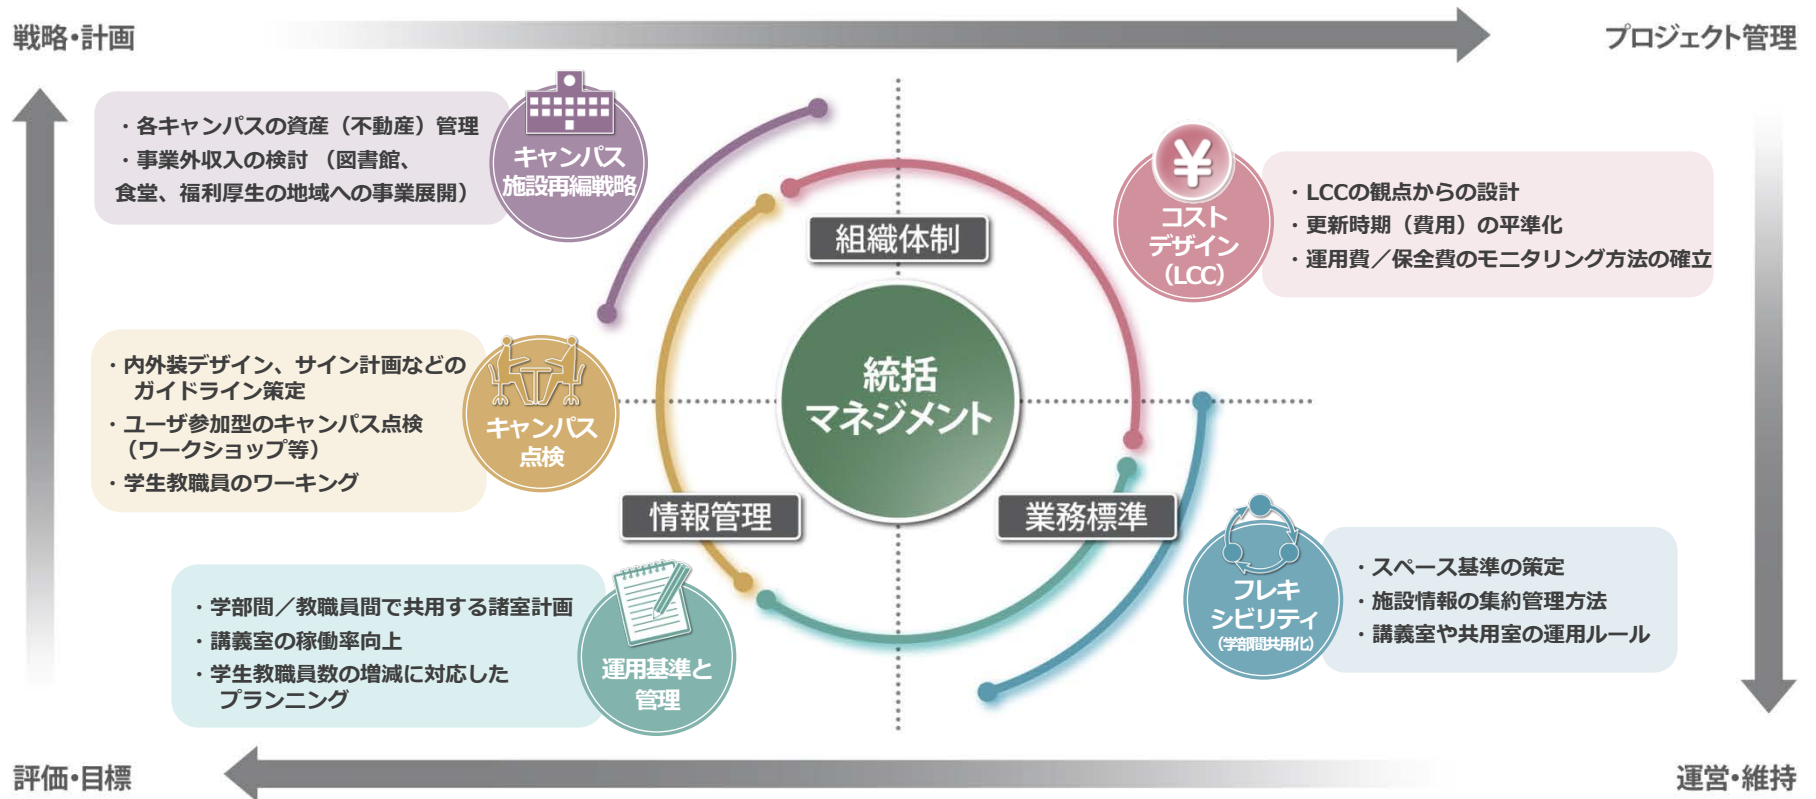 戦略・計画
プロジェクト管理
・各キャンパスの資産（不動産）管理
・事業外収入の検討 （図書館、
食堂、福利厚生の地域への事業展開）
キャンパス
施設再編戦略
¥
コスト
デザイン
（LCC）
・LCCの観点からの設計
・更新時期（費用）の平準化
・運用費／保全費のモニタリング方法の確立
組織体制
統括
マネジメント
・内外装デザイン、サイン計画などの
ガイドライン策定
・ユーザ参加型のキャンパス点検
（ワークショップ等）
・学生教職員のワーキング
キャンパス
点検
情報管理
業務標準
・学部間／教職員間で共用する諸室計画
・講義室の稼働率向上
・学生教職員数の増減に対応した
プランニング
運用基準と
管理
フレキ
シビリティ
（学部間共用化）
・スペース基準の策定
・施設情報の集約管理方法
・講義室や共用室の運用ルール
評価・目標
運営・維持